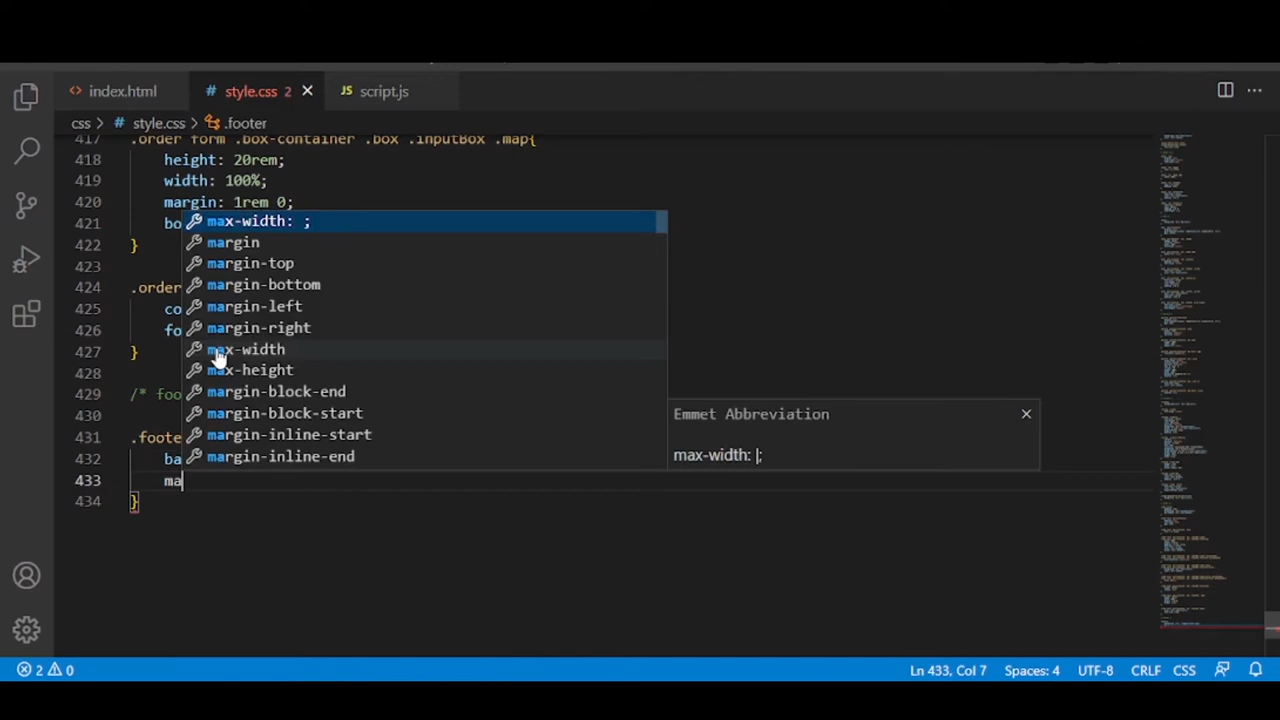 index.html
style.css 2
script.js
css > style.css > .footer
417 .order form .box-container .box .inputBox .map{
418 height: 20rem;
419 width: 100%;
420 margin: 1rem 0;
421 bo
422 }
423
424 .order
425 co
426 fo
427 }
428
429 /* foo
430
431 .footer
432 ba
433 ma
434 }
max-width: ;
margin
margin-top
margin-bottom
margin-left
margin-right
max-width
max-height
margin-block-end
margin-block-start
margin-inline-start
margin-inline-end
Emmet Abbreviation
max-width: |;
2 0
Ln 433, Col 7 Spaces: 4 UTF-8 CRLF CSS